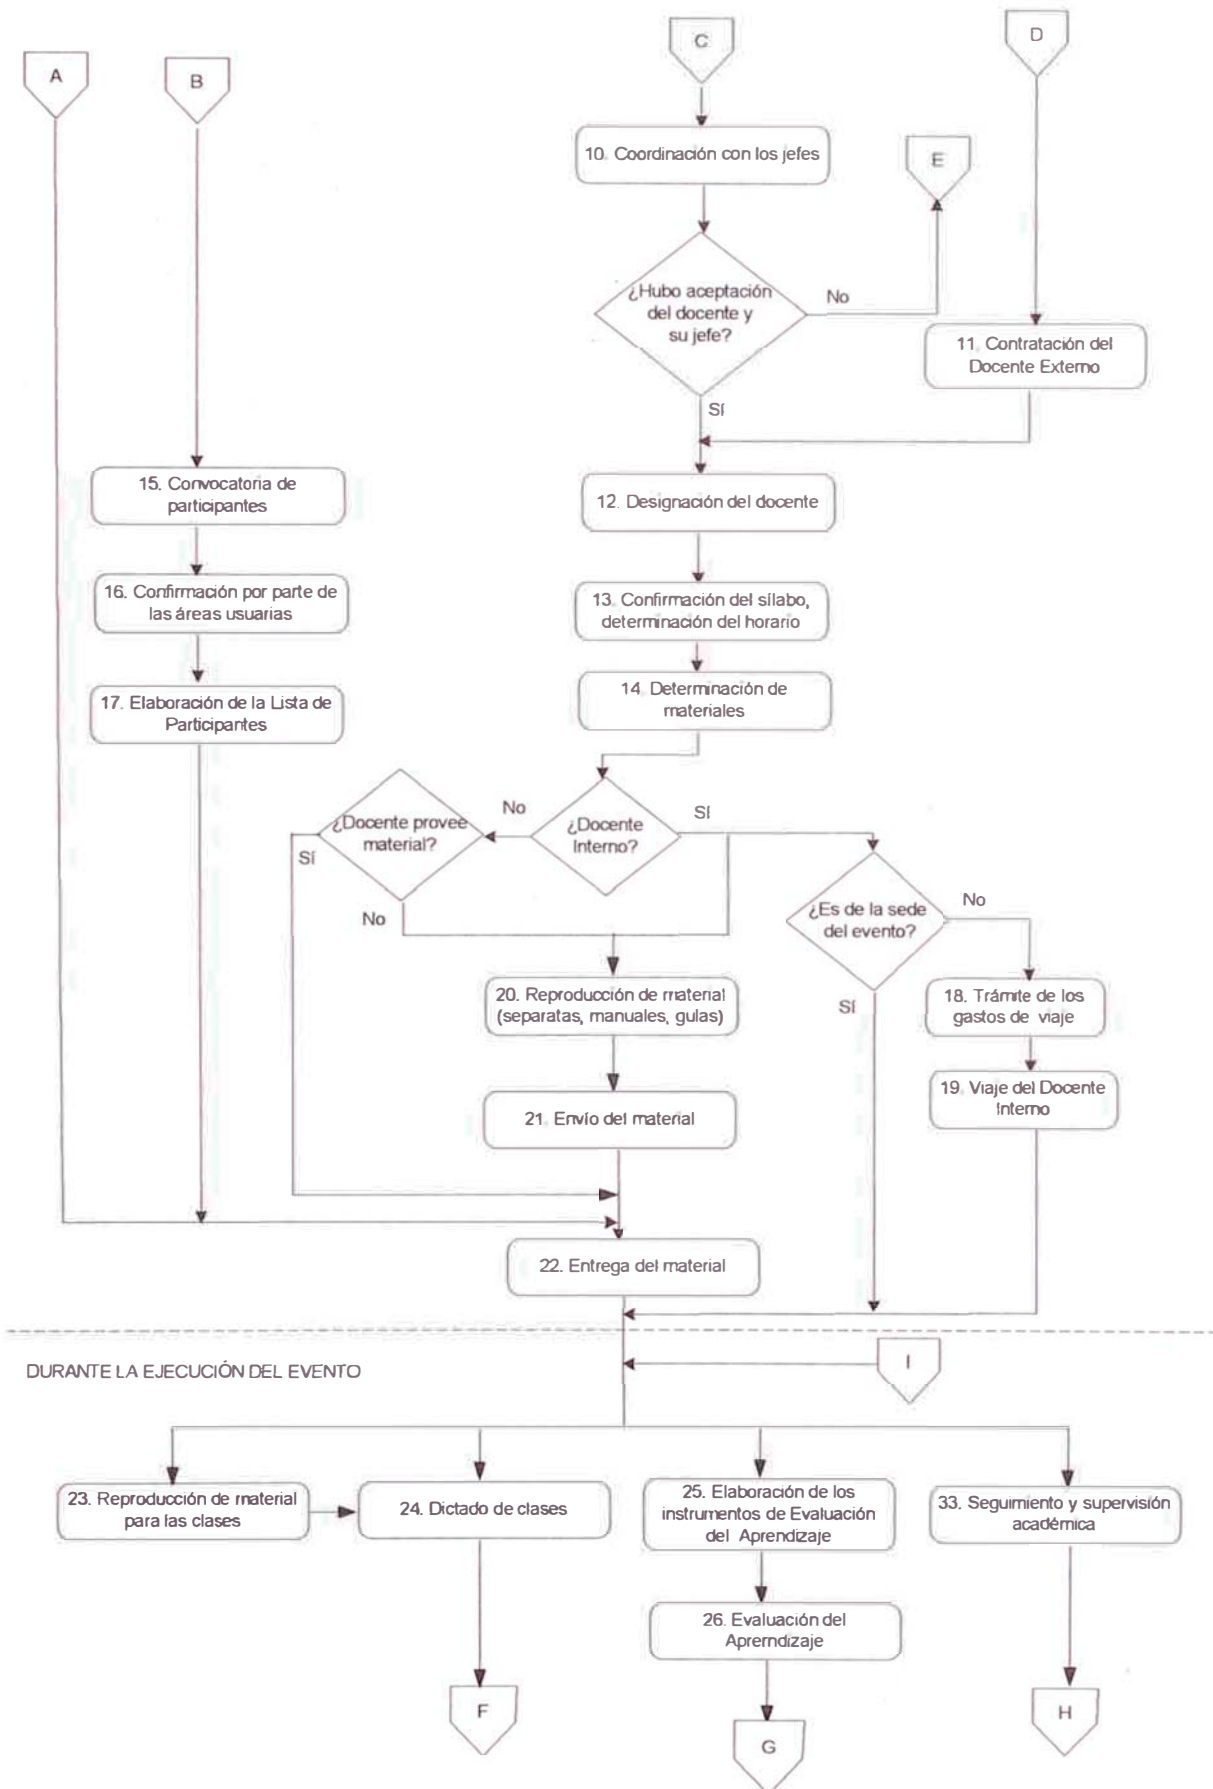 A
B
C
D
10. Coordinación con los jefes
E
¿Hubo aceptación
del docente y
su jefe?
No
Sí
11. Contratación del
Docente Externo
15. Convocatoria de
participantes
12. Designación del docente
16. Confirmación por parte de
las áreas usuarias
13. Confirmación del sílabo,
determinación del horario
17. Elaboración de la Lista de
Participantes
14. Determinación de
materiales
¿Docente provee
material?
No
¿Docente
Interno?
Sí
Sí
No
¿Es de la sede
del evento?
No
Sí
20. Reproducción de material
(separatas, manuales, guías)
18. Trámite de los
gastos de viaje
21. Envío del material
19. Viaje del Docente
Interno
22. Entrega del material
DURANTE LA EJECUCIÓN DEL EVENTO
I
23. Reproducción de material
para las clases
24. Dictado de clases
25. Elaboración de los
instrumentos de Evaluación
del Aprendizaje
33. Seguimiento y supervisión
académica
26. Evaluación del
Aprerndizaje
F
G
H